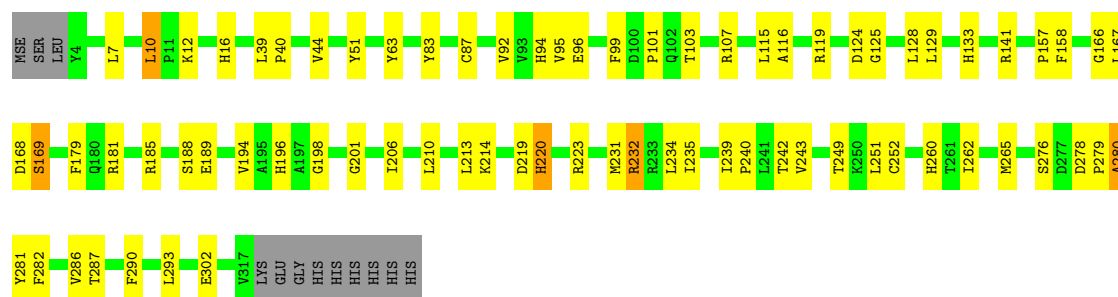 MSE SER LEU Y4 L7 L10 P11 K12 H16 L39 P40 V44 Y51 Y63 Y83 C87 V92 V93 H94 V95 E96 F99 D100 P101 Q102 T103 R107 L115 A116 R119 D124 G125 L128 L129 H133 R141 P157 F158 G166 L167
D168 S169 F179 Q180 R181 R185 S188 E189 V194 A195 H196 A197 G198 G201 I206 L210 L213 K214 D219 H220 R223 M231 R232 R233 L234 I235 I239 P240 L241 T242 V243 T249 K250 L251 C252 H260 T261 I262 M265 S276 D277 D278 P279 A280
Y281 F282 V286 T287 F290 L293 E302 V317 LYS GLU GLY HIS HIS HIS HIS HIS HIS